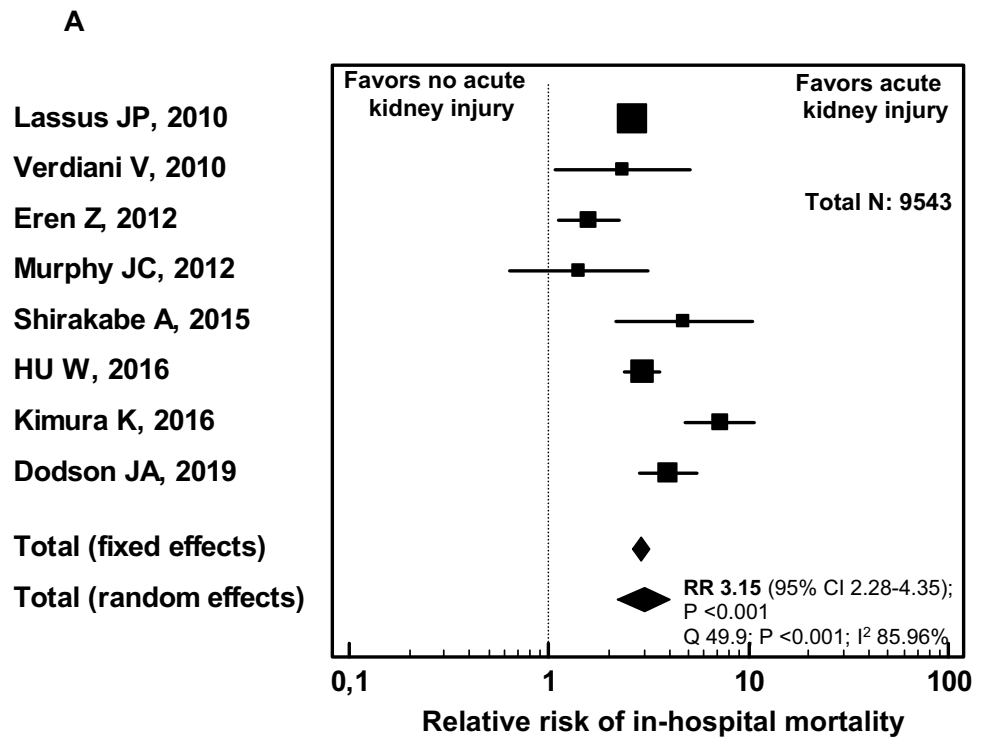 A
Favors no acute
kidney injury
Favors acute
kidney injury
Lassus JP, 2010
Verdiani V, 2010
Total N: 9543
Eren Z, 2012
Murphy JC, 2012
Shirakabe A, 2015
HU W, 2016
Kimura K, 2016
Dodson JA, 2019
Total (fixed effects)
Total (random effects)
RR 3.15 (95% CI 2.28-4.35);
P <0.001
Q 49.9; P <0.001; I² 85.96%
0,1 1 10 100
Relative risk of in-hospital mortality